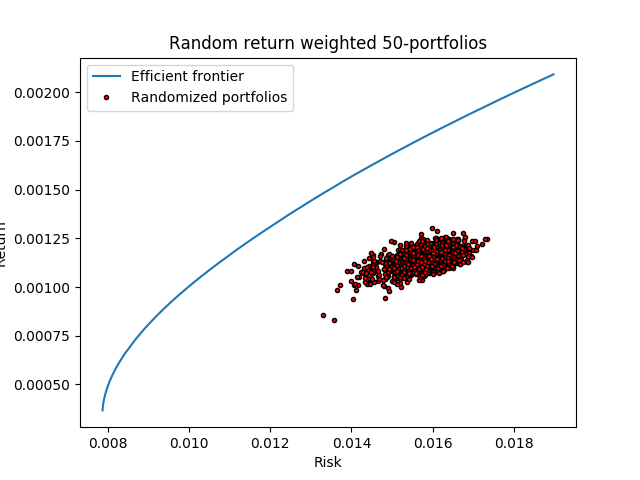 Random return weighted 50-portfolios
Efficient frontier
Randomized portfolios
0.00200
0.00175
0.00150
0.00125
0.00100
0.00075
0.00050
Return
0.008 0.010 0.012 0.014 0.016 0.018
Risk